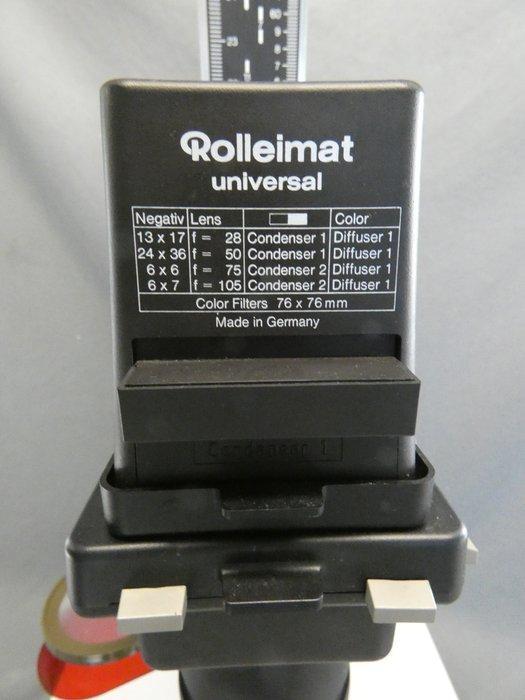 Rolleimat
universal
Negativ Lens Color
13 x 17 f = 28 Condenser 1 Diffuser 1
24 x 36 f = 50 Condenser 1 Diffuser 1
6 x 6 f = 75 Condenser 2 Diffuser 1
6 x 7 f = 105 Condenser 2 Diffuser 1
Color Filters 76 x 76 mm
Made in Germany
Condenser 1